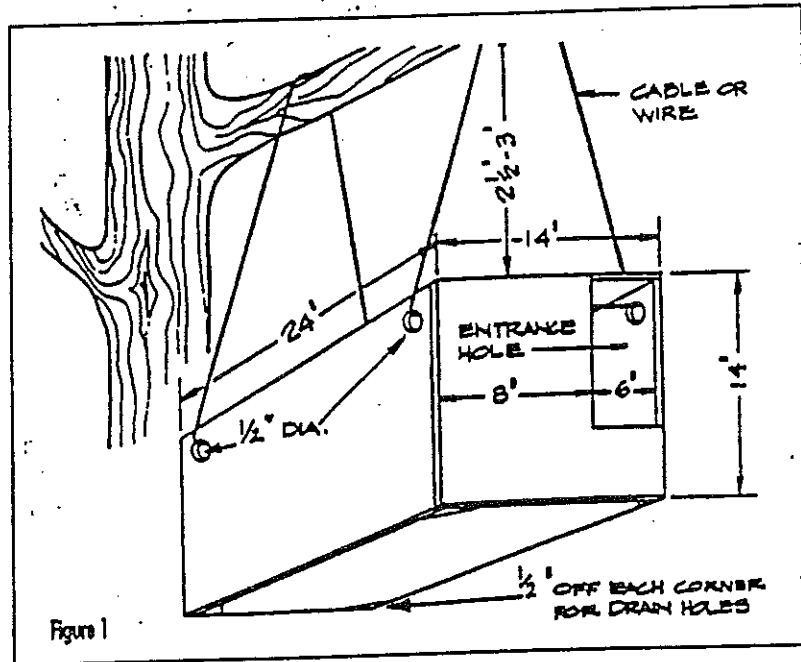 CABLE OR
WIRE
2½-3'
14'
24'
ENTRANCE
HOLE
14'
8'
6'
½" DIA.
½' OFF EACH CORNER
FOR DRAIN HOLES
Figure 1